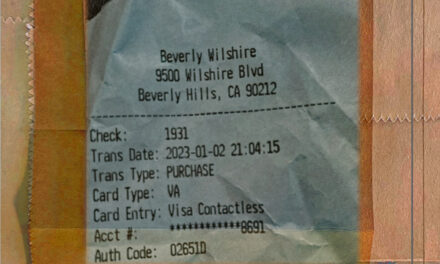 Beverly Wilshire
9500 Wilshire Blvd
Beverly Hills, CA 90212
Check: 1931
Trans Date: 2023-01-02 21:04:15
Trans Type: PURCHASE
Card Type: VA
Card Entry: Visa Contactless
Acct #: ************8691
Auth Code: 02651D